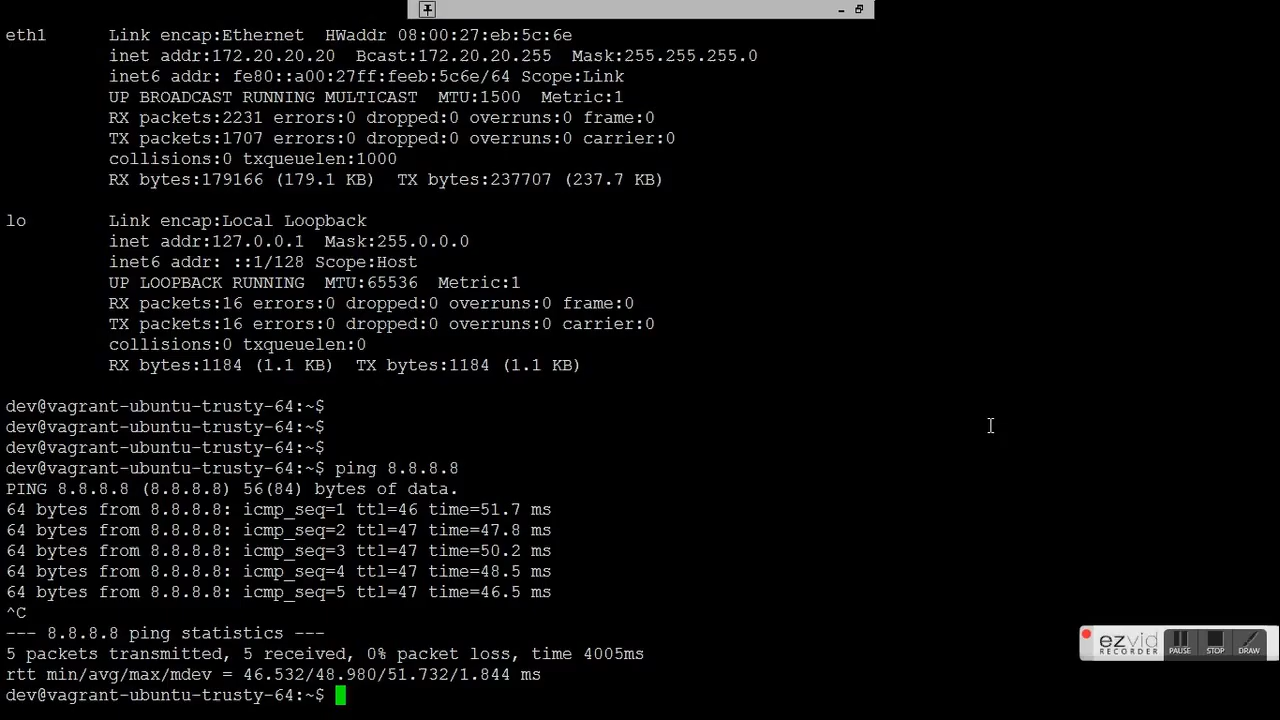 eth1      Link encap:Ethernet  HWaddr 08:00:27:eb:5c:6e
          inet addr:172.20.20.20  Bcast:172.20.20.255  Mask:255.255.255.0
          inet6 addr: fe80::a00:27ff:feeb:5c6e/64 Scope:Link
          UP BROADCAST RUNNING MULTICAST  MTU:1500  Metric:1
          RX packets:2231 errors:0 dropped:0 overruns:0 frame:0
          TX packets:1707 errors:0 dropped:0 overruns:0 carrier:0
          collisions:0 txqueuelen:1000
          RX bytes:179166 (179.1 KB)  TX bytes:237707 (237.7 KB)

lo        Link encap:Local Loopback
          inet addr:127.0.0.1  Mask:255.0.0.0
          inet6 addr: ::1/128 Scope:Host
          UP LOOPBACK RUNNING  MTU:65536  Metric:1
          RX packets:16 errors:0 dropped:0 overruns:0 frame:0
          TX packets:16 errors:0 dropped:0 overruns:0 carrier:0
          collisions:0 txqueuelen:0
          RX bytes:1184 (1.1 KB)  TX bytes:1184 (1.1 KB)

dev@vagrant-ubuntu-trusty-64:~$
dev@vagrant-ubuntu-trusty-64:~$
dev@vagrant-ubuntu-trusty-64:~$
dev@vagrant-ubuntu-trusty-64:~$ ping 8.8.8.8
PING 8.8.8.8 (8.8.8.8) 56(84) bytes of data.
64 bytes from 8.8.8.8: icmp_seq=1 ttl=46 time=51.7 ms
64 bytes from 8.8.8.8: icmp_seq=2 ttl=47 time=47.8 ms
64 bytes from 8.8.8.8: icmp_seq=3 ttl=47 time=50.2 ms
64 bytes from 8.8.8.8: icmp_seq=4 ttl=47 time=48.5 ms
64 bytes from 8.8.8.8: icmp_seq=5 ttl=47 time=46.5 ms
^C
--- 8.8.8.8 ping statistics ---
5 packets transmitted, 5 received, 0% packet loss, time 4005ms
rtt min/avg/max/mdev = 46.532/48.980/51.732/1.844 ms
dev@vagrant-ubuntu-trusty-64:~$
ezvid
RECORDER
PAUSE
STOP
DRAW